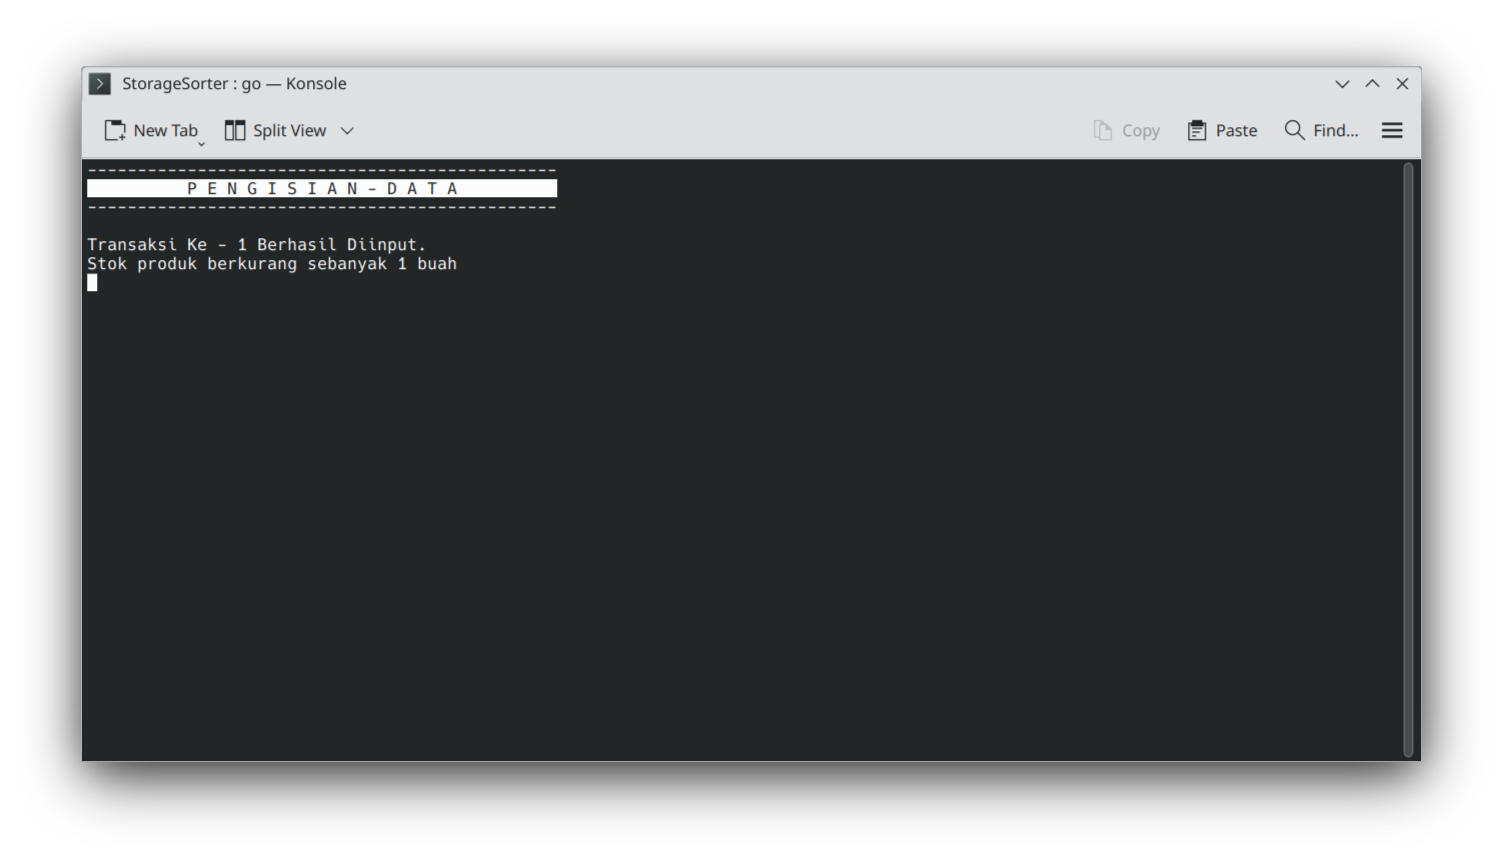 StorageSorter : go — Konsole
New Tab Split View Copy Paste Find...
-----------------------------------------------
P E N G I S I A N - D A T A
-----------------------------------------------
Transaksi Ke - 1 Berhasil Diinput.
Stok produk berkurang sebanyak 1 buah